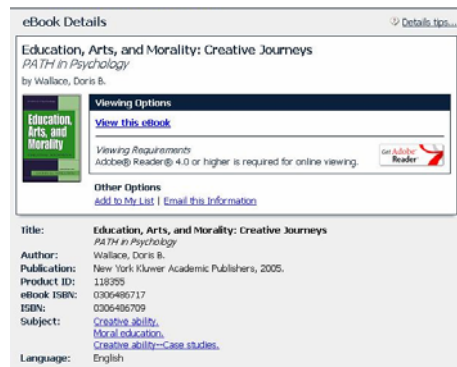 eBook Details
Details tips...
Education, Arts, and Morality: Creative Journeys
PATH in Psychology
by Wallace, Doris B.
Education,
Arts, and
Morality
Viewing Options
View this eBook
Viewing Requirements
Adobe® Reader® 4.0 or higher is required for online viewing.
Get Adobe
Reader
Other Options
Add to My List | Email this Information
Title: Education, Arts, and Morality: Creative Journeys
PATH in Psychology
Author: Wallace, Doris B.
Publication: New York Kluwer Academic Publishers, 2005.
Product ID: 118355
eBook ISBN: 0306486717
ISBN: 0306486709
Subject: Creative ability.
Moral education.
Creative ability--Case studies.
Language: English